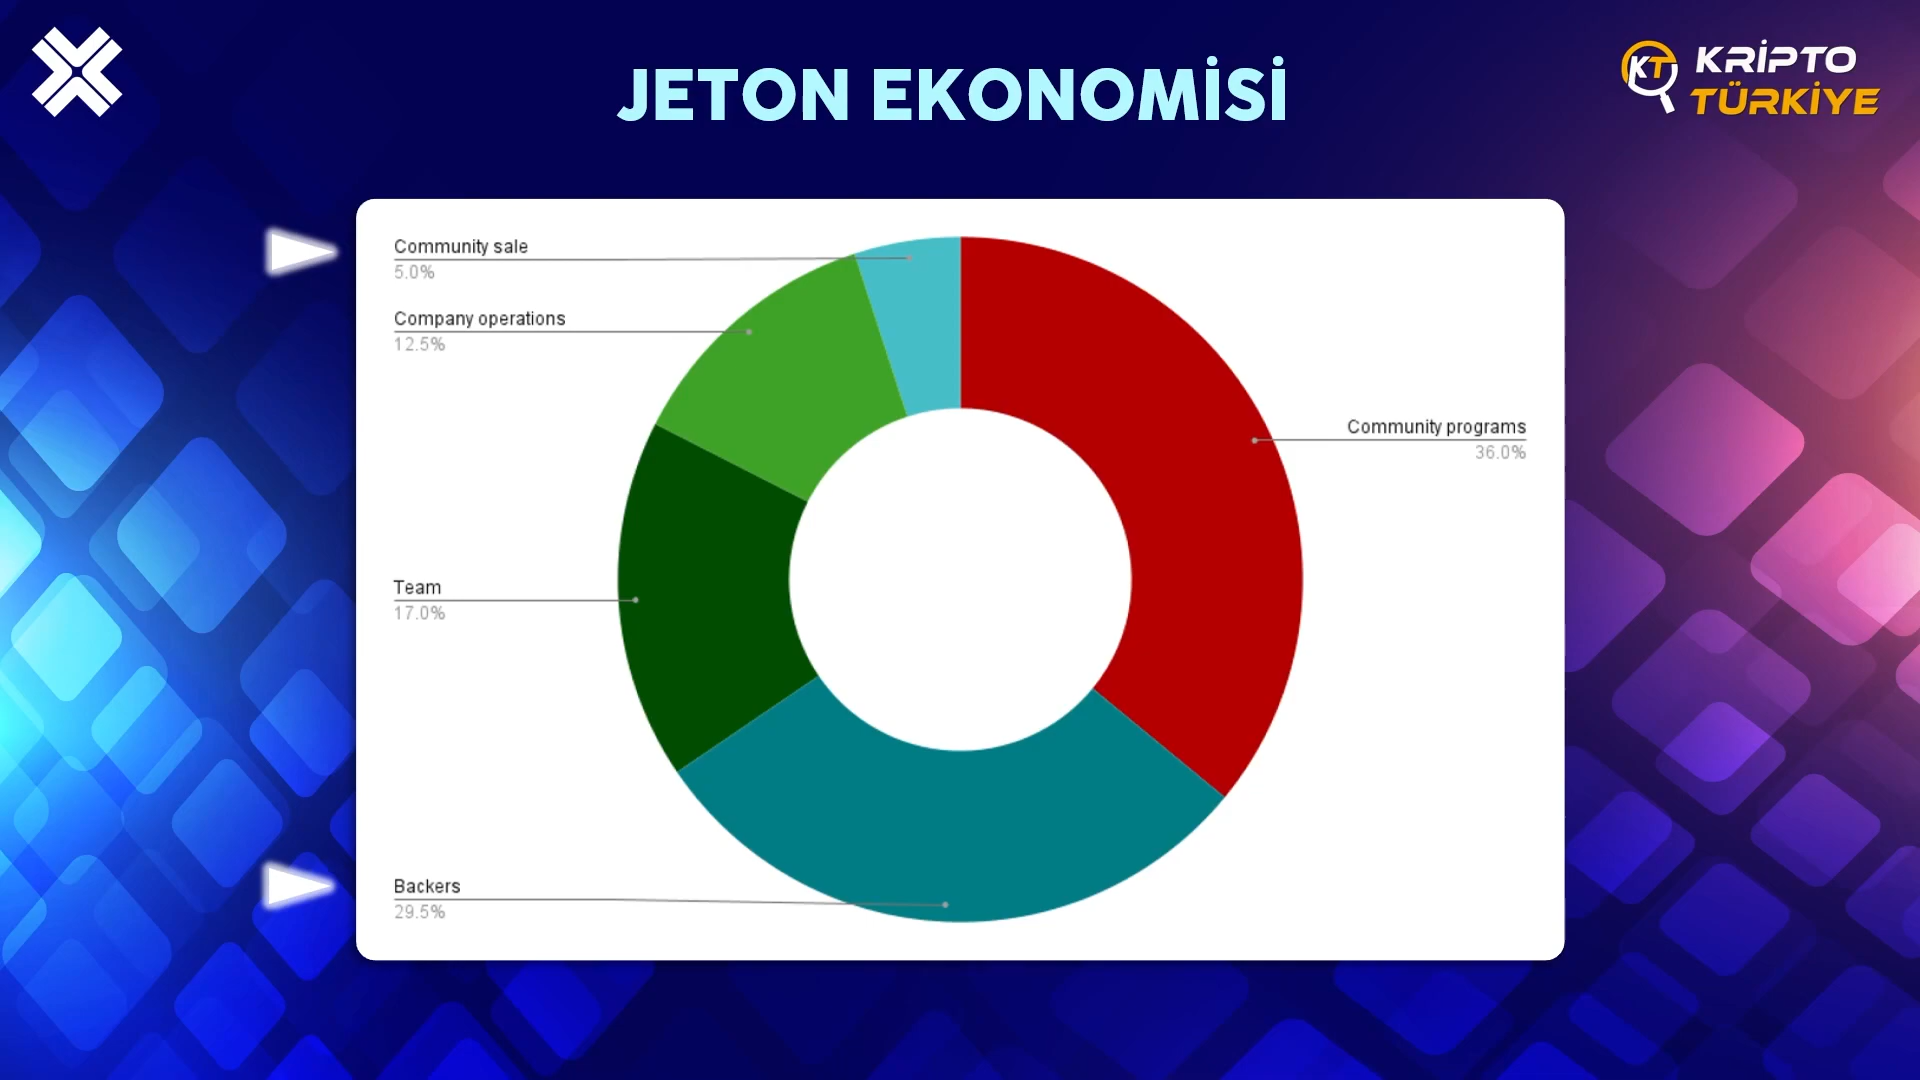 JETON EKONOMİSİ
KT
KRİPTO
TÜRKİYE
Community sale
5.0%
Company operations
12.5%
Community programs
36.0%
Team
17.0%
Backers
29.5%